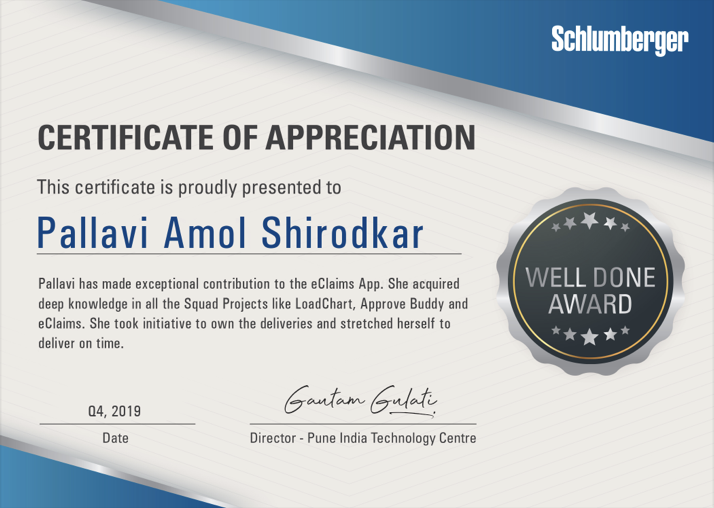 Schlumberger
CERTIFICATE OF APPRECIATION
This certificate is proudly presented to
Pallavi Amol Shirodkar
Pallavi has made exceptional contribution to the eClaims App. She acquired
deep knowledge in all the Squad Projects like LoadChart, Approve Buddy and
eClaims. She took initiative to own the deliveries and stretched herself to
deliver on time.
WELL DONE
AWARD
Gautam Gulati
Q4, 2019
Date
Director - Pune India Technology Centre